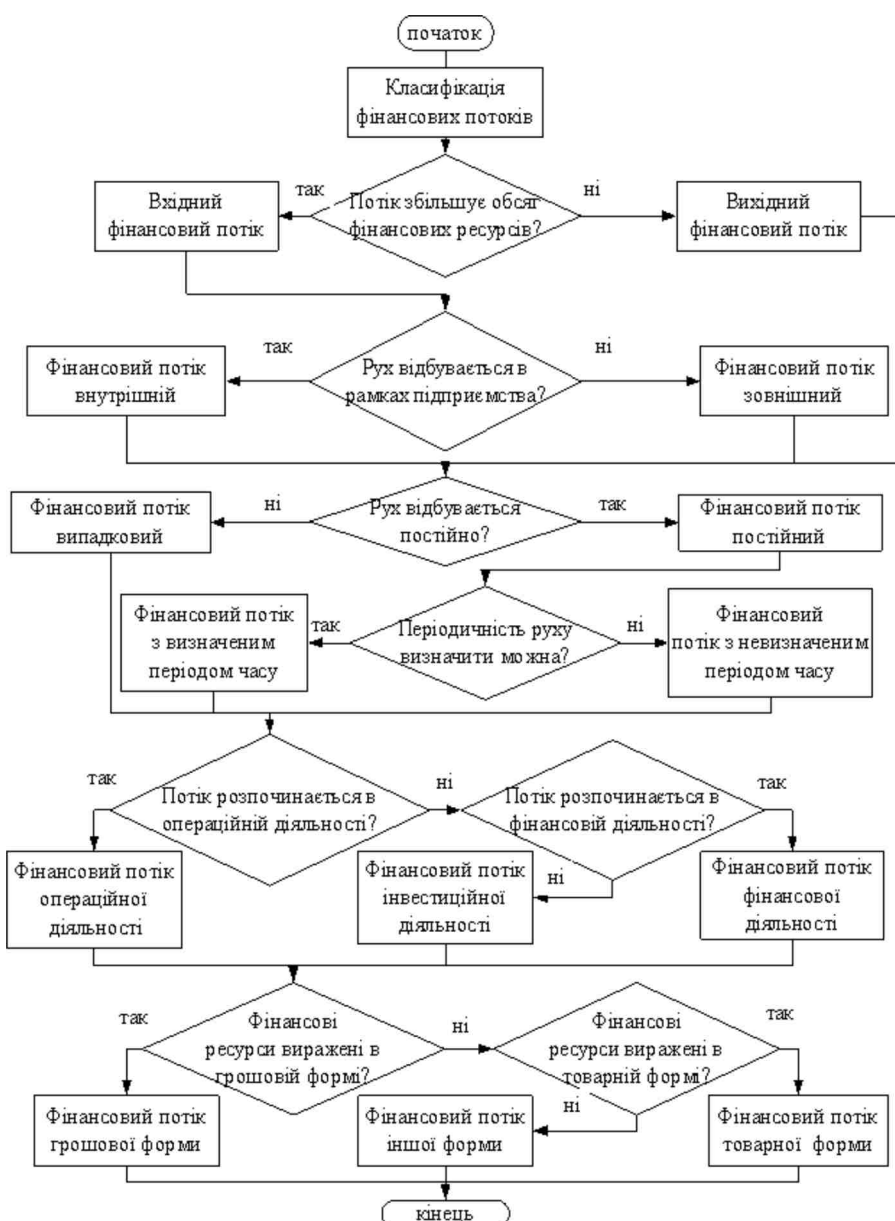 початок
Класифікація
фінансових потоків
так
ні
Вхідний
фінансовий потік
Потік збільшує обсяг
фінансових ресурсів?
Вихідний
фінансовий потік
так
ні
Фінансовий потік
внутрішній
Рух відбувається в
рамках підприємства?
Фінансовий потік
зовнішний
ні
так
Фінансовий потік
випадковий
Рух відбувається
постійно?
Фінансовий потік
постійний
Фінансовий потік
з визначеним
періодом часу
так
Періодичність руху
визначити можна?
ні
Фінансовий
потік з невизначеним
періодом часу
так
ні
так
Потік розпочинається в
операційній діяльності?
Потік розпочинається в
фінансовій діяльності?
Фінансовий потік
операційної
діяльності
Фінансовий потік
інвестиційної
діяльності
ні
Фінансовий потік
фінансової
діяльності
так
ні
так
Фінансові
ресурси виражені в
грошовій формі?
Фінансові
ресурси виражені в
товарній формі?
Фінансовий потік
грошової форми
Фінансовий потік
іншої форми
ні
Фінансовий потік
товарної форми
кінець